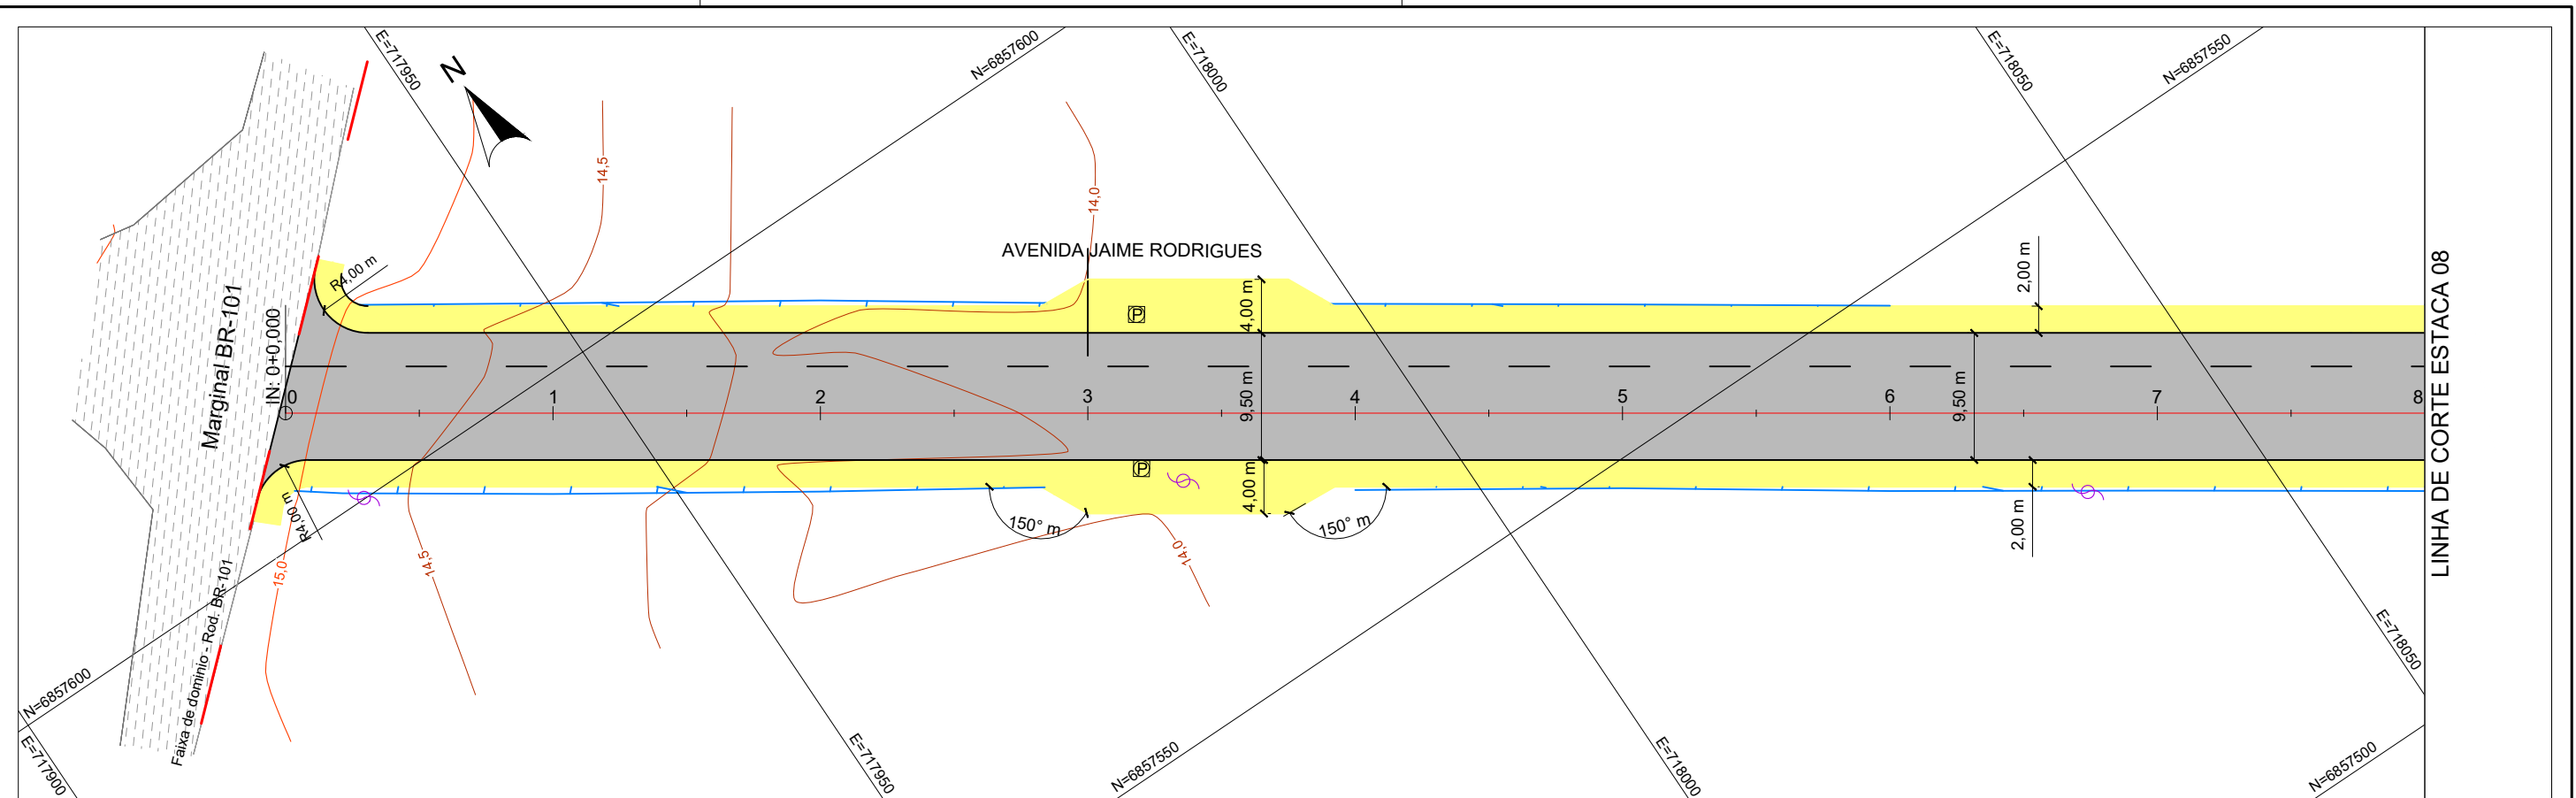 E=717950
N
N=6857600
E=718000
E=718050
N=6857550
14,5
14,0
AVENIDA JAIME RODRIGUES
R4,00 m
4,00 m
2,00 m
Marginal BR-101
IN: 0+0,000
P
9,50 m
9,50 m
0
1
2
3
4
5
6
7
8
LINHA DE CORTE ESTACA 08
P
4,00 m
2,00 m
R4,00 m
150° m
150° m
15,0
14,5
14,0
Faixa de domínio - Rod. BR-101
N=6857600
E=717900
E=717950
N=6857550
E=718000
E=718050
N=6857500